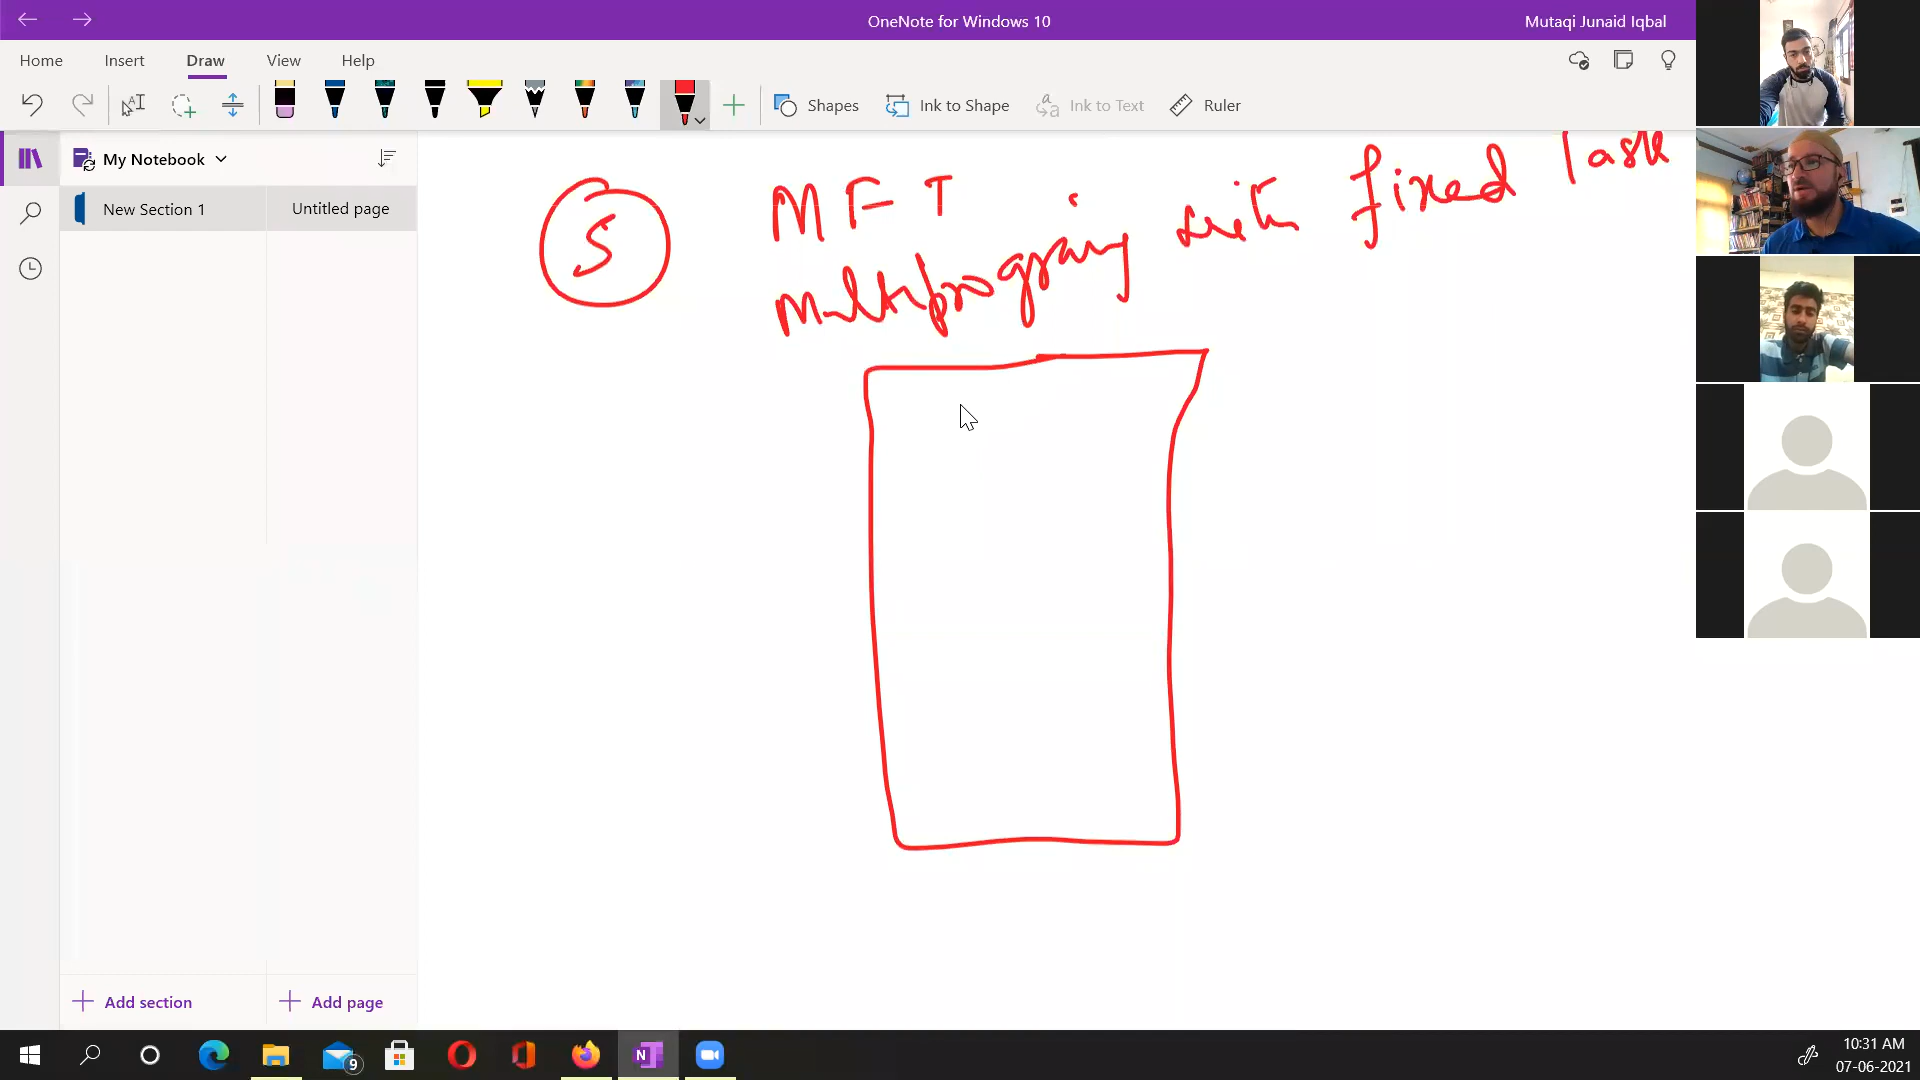 OneNote for Windows 10
Mutaqi Junaid Iqbal
Home Insert Draw View Help
Shapes Ink to Shape Ink to Text Ruler
My Notebook
New Section 1
Untitled page
5
MFT
Multiprograing with fixed Task
Add section
Add page
9
N
10:31 AM
07-06-2021